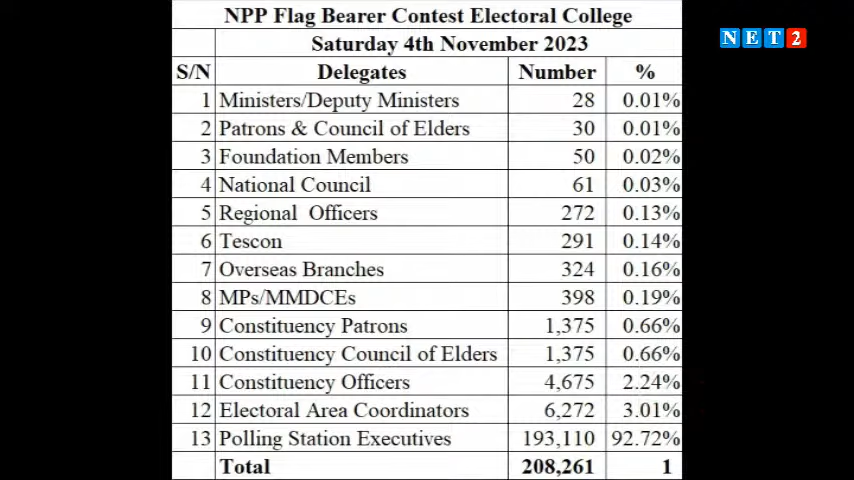 NPP Flag Bearer Contest Electoral College
Saturday 4th November 2023
NET2
S/N Delegates Number %
1 Ministers/Deputy Ministers 28 0.01%
2 Patrons & Council of Elders 30 0.01%
3 Foundation Members 50 0.02%
4 National Council 61 0.03%
5 Regional Officers 272 0.13%
6 Tescon 291 0.14%
7 Overseas Branches 324 0.16%
8 MPs/MMDCEs 398 0.19%
9 Constituency Patrons 1,375 0.66%
10 Constituency Council of Elders 1,375 0.66%
11 Constituency Officers 4,675 2.24%
12 Electoral Area Coordinators 6,272 3.01%
13 Polling Station Executives 193,110 92.72%
Total 208,261 1